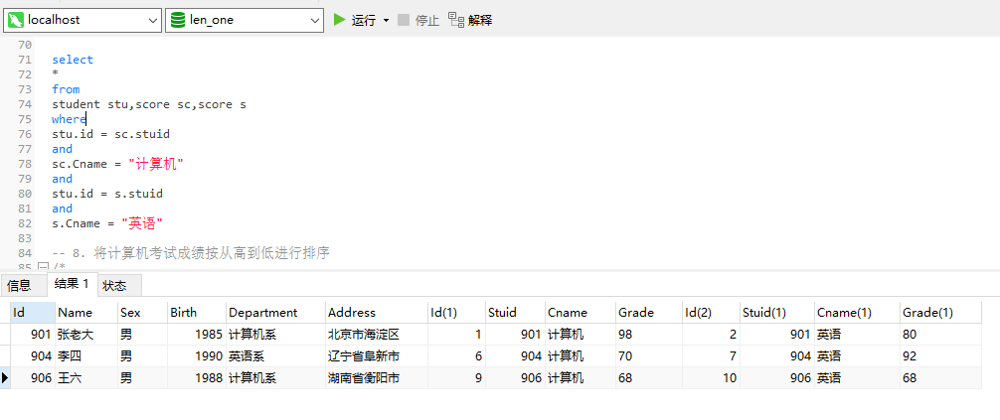 localhost len_one 运行 停止 解释
70
71 select
72 *
73 from
74 student stu,score sc,score s
75 where
76 stu.id = sc.stuid
77 and
78 sc.Cname = "计算机"
79 and
80 stu.id = s.stuid
81 and
82 s.Cname = "英语"
83
84 -- 8. 将计算机考试成绩按从高到低进行排序
85 /*
信息 结果 1 状态
Id Name Sex Birth Department Address Id(1) Stuid Cname Grade Id(2) Stuid(1) Cname(1) Grade(1)
901 张老大 男 1985 计算机系 北京市海淀区 1 901 计算机 98 2 901 英语 80
904 李四 男 1990 英语系 辽宁省阜新市 6 904 计算机 70 7 904 英语 92
906 王六 男 1988 计算机系 湖南省衡阳市 9 906 计算机 68 10 906 英语 68